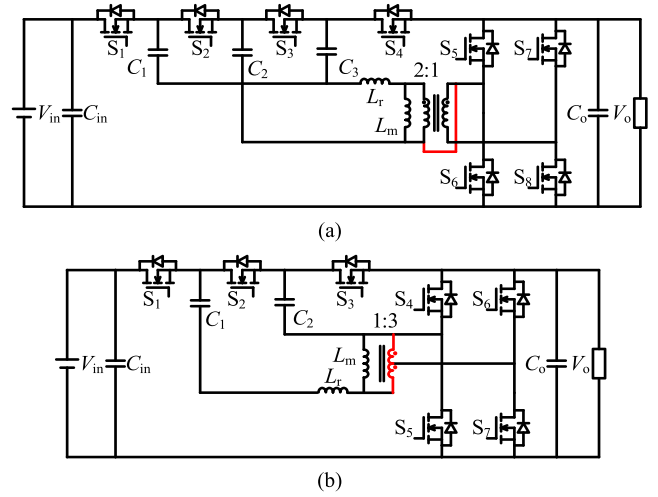 S1 S2 S3 S4 S5 S7
C1 C2 C3 2:1
Vin Cin Lr Lm Co Vo
S6 S8
(a)
S1 S2 S3 S4 S6
C1 C2 1:3
Vin Cin Lm Lr Co Vo
S5 S7
(b)